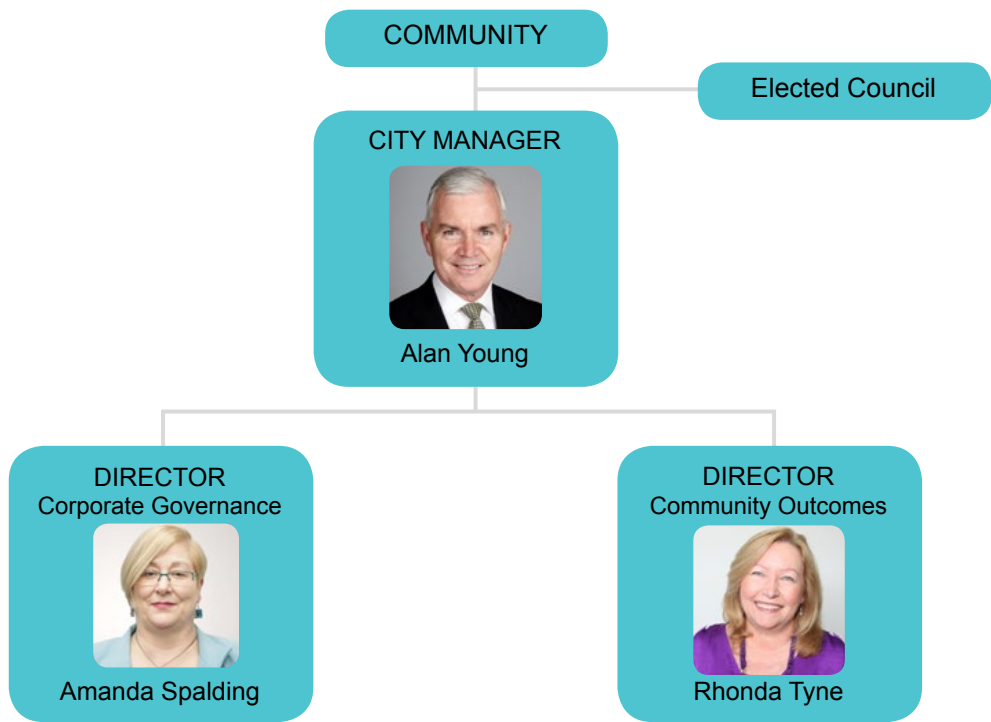 COMMUNITY
Elected Council
CITY MANAGER
Alan Young
DIRECTOR
Corporate Governance
Amanda Spalding
DIRECTOR
Community Outcomes
Rhonda Tyne